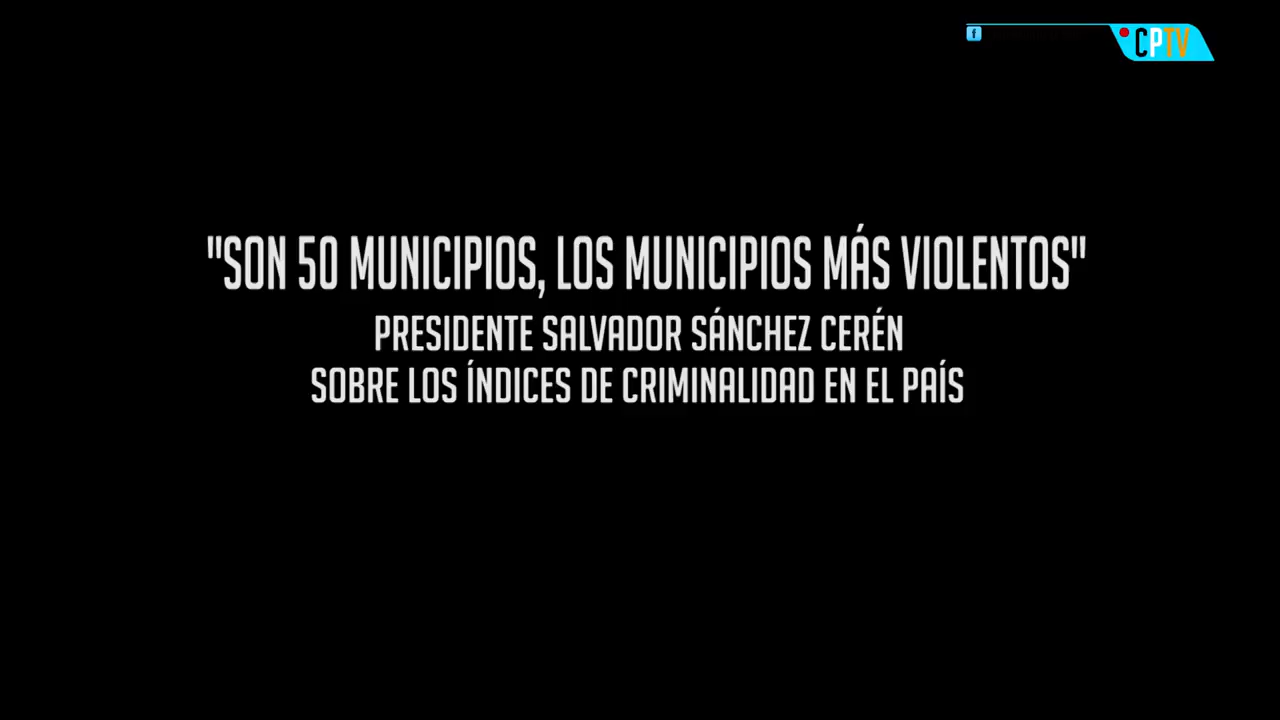 CPTV
"SON 50 MUNICIPIOS, LOS MUNICIPIOS MÁS VIOLENTOS"
PRESIDENTE SALVADOR SÁNCHEZ CERÉN
SOBRE LOS ÍNDICES DE CRIMINALIDAD EN EL PAÍS